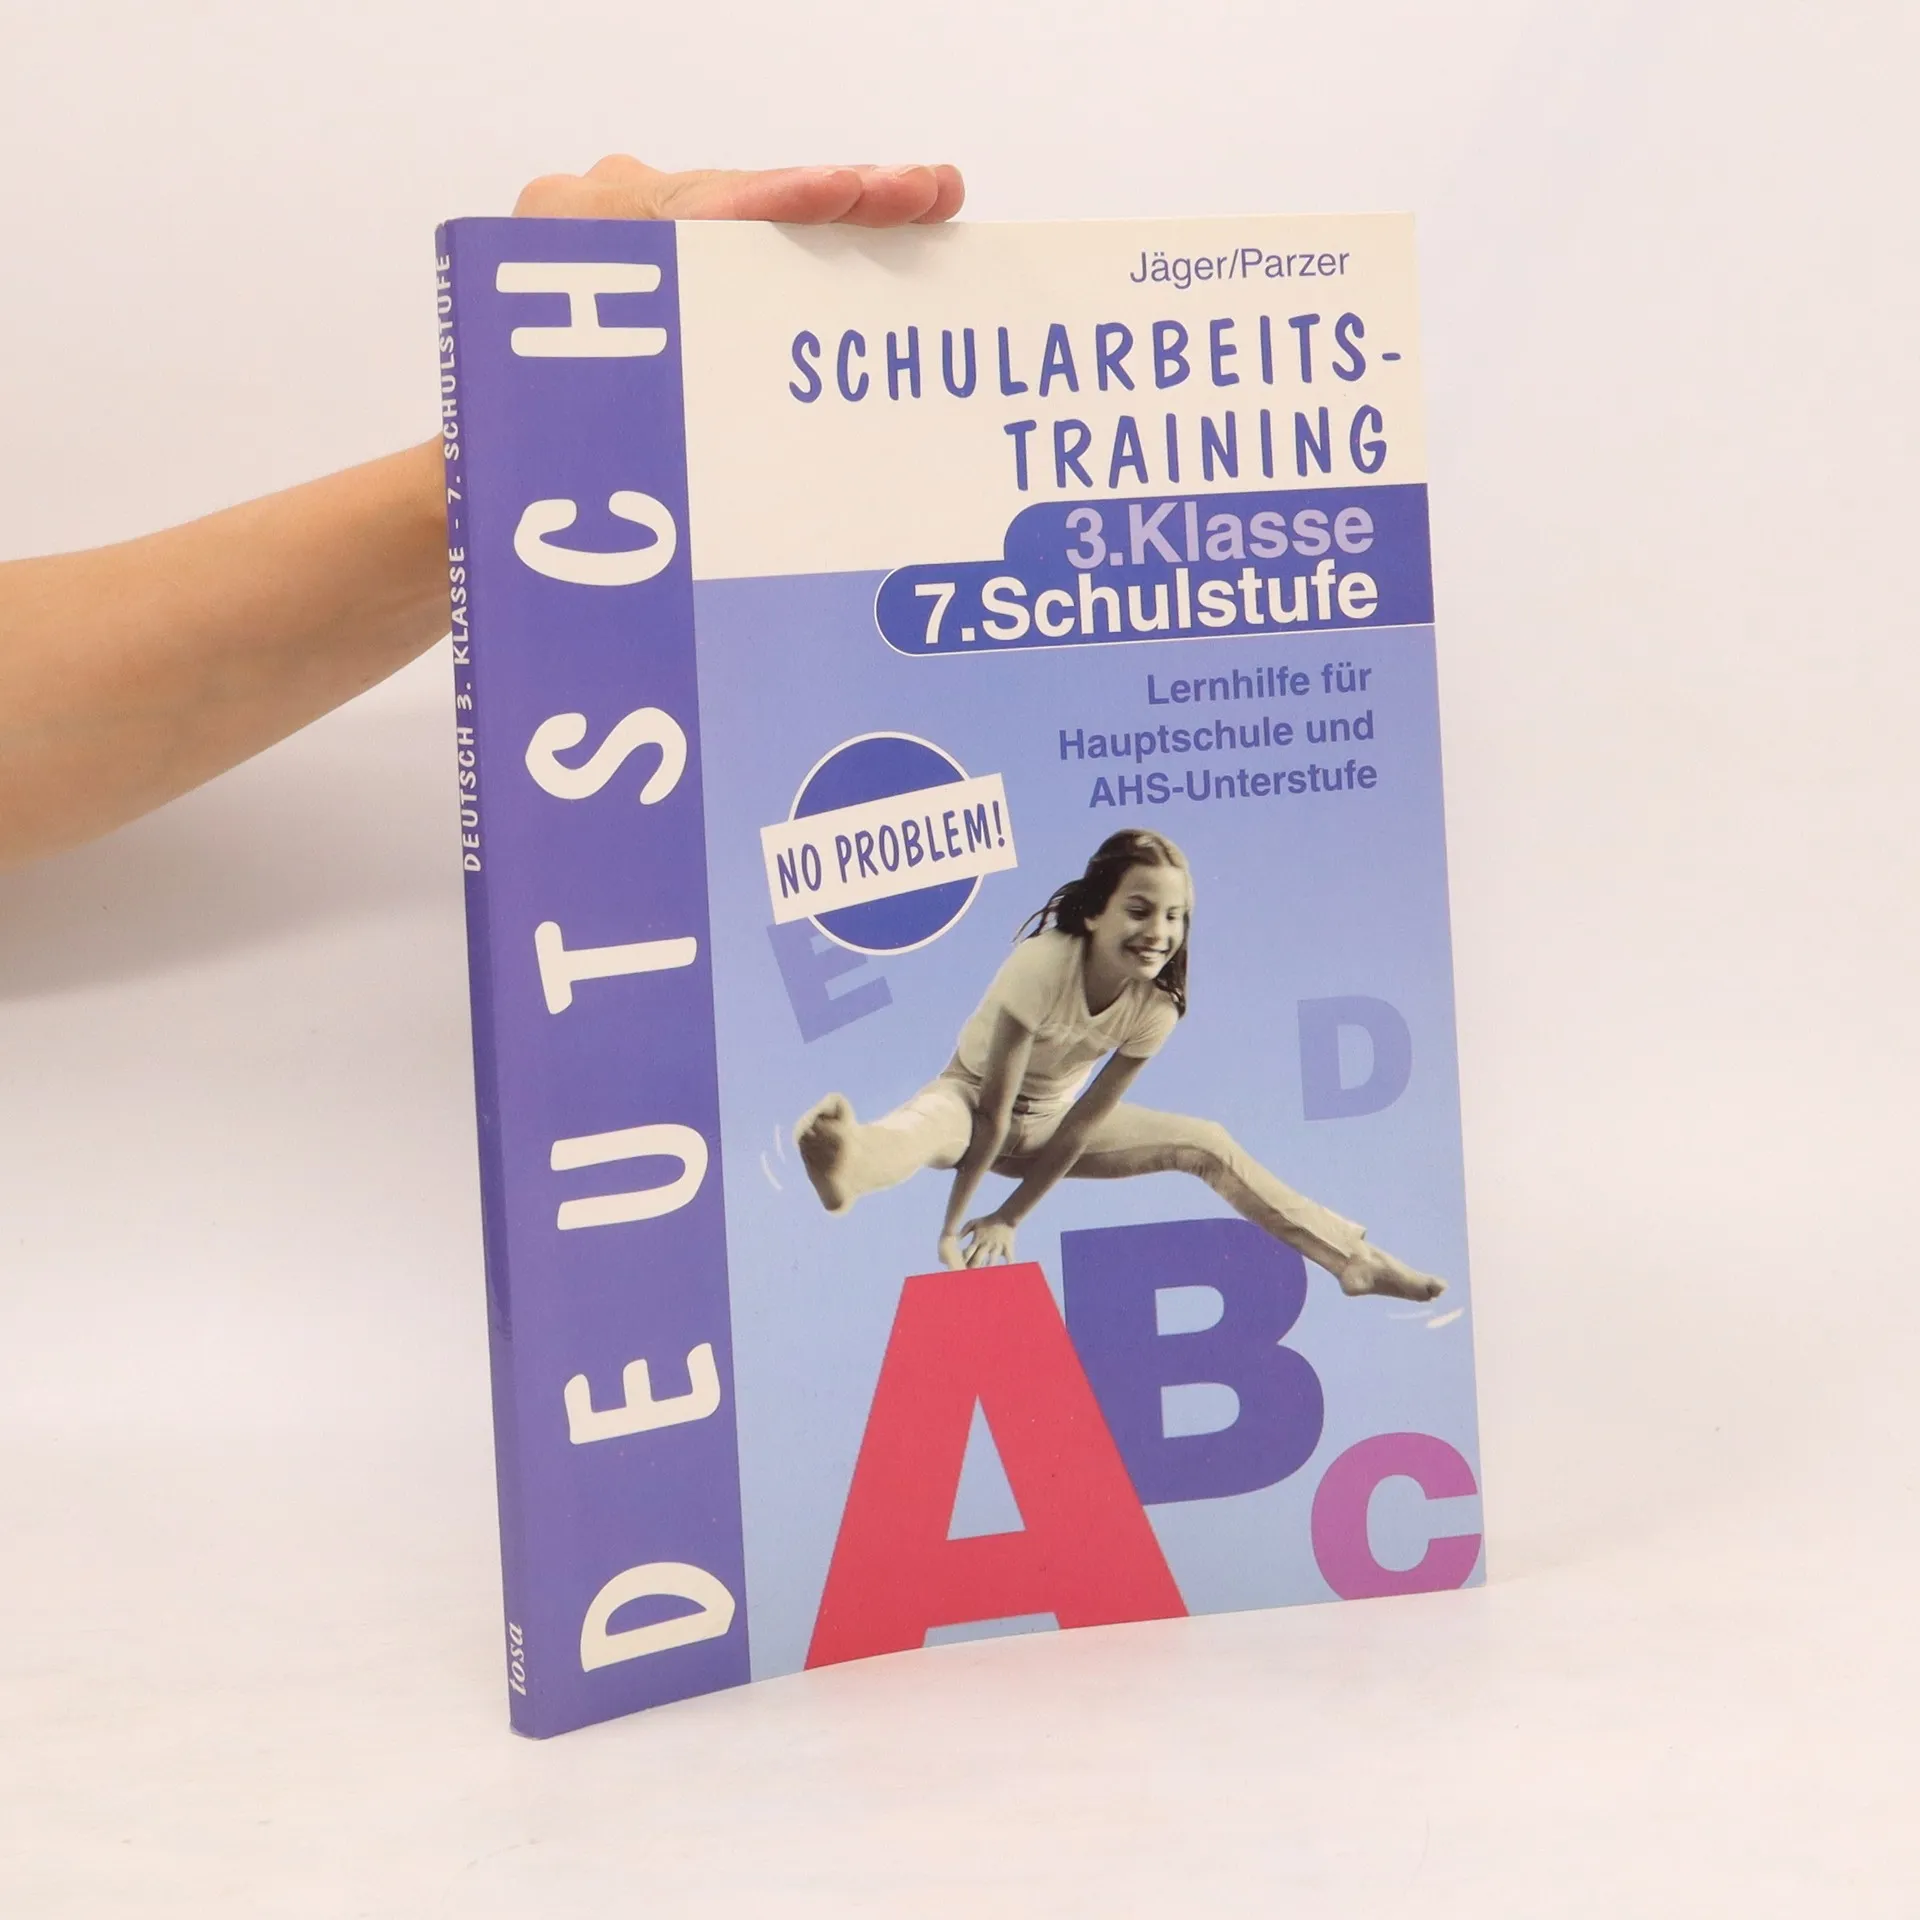 Jäger/Parzer
SCHULARBEITS-
TRAINING
3.Klasse
7.Schulstufe
Lernhilfe für
Hauptschule und
AHS-Unterstufe
NO PROBLEM!
E
D
A
B
C
DEUTSCH
DEUTSCH 3. KLASSE - 7. SCHULSTUFE
tosa